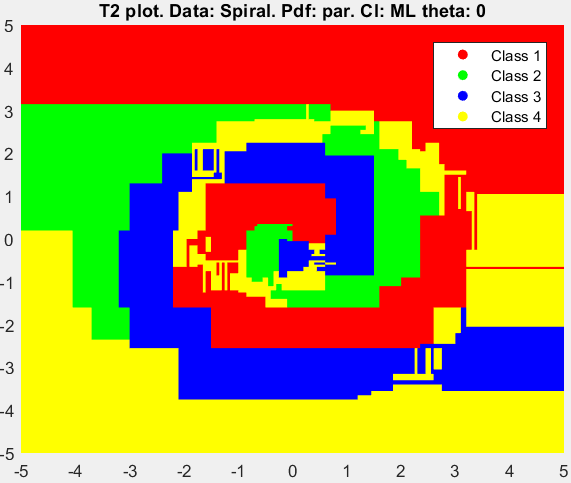 T2 plot. Data: Spiral. Pdf: par. Cl: ML theta: 0
5
4
3
2
1
0
-1
-2
-3
-4
-5
-5 -4 -3 -2 -1 0 1 2 3 4 5
Class 1
Class 2
Class 3
Class 4